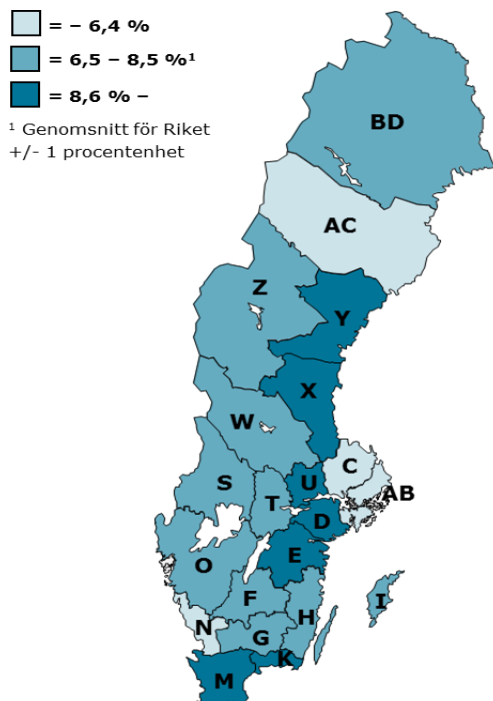 = – 6,4 %
= 6,5 – 8,5 %¹
= 8,6 % –
¹ Genomsnitt för Riket
+/- 1 procentenhet
BD
AC
Z
Y
X
W
C
S
U
AB
T
D
E
O
F
I
H
N
G
K
M